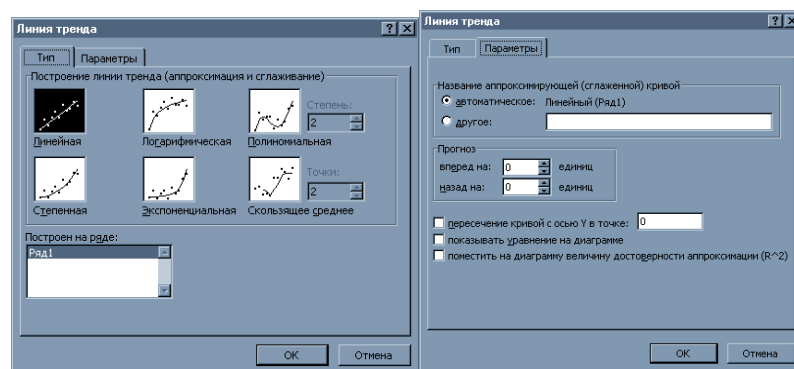 Линия тренда
Тип Параметры
Построение линии тренда (аппроксимация и сглаживание)
Линейная
Логарифмическая
Полиномиальная
Степень:
2
Степенная
Экспоненциальная
Скользящее среднее
Точки:
2
Построен на ряде:
Ряд1
ОК Отмена
Линия тренда
Тип Параметры
Название аппроксимирующей (сглаженной) кривой
автоматическое: Линейный (Ряд1)
другое:
Прогноз
вперед на: 0 единиц
назад на: 0 единиц
пересечение кривой с осью Y в точке: 0
показывать уравнение на диаграмме
поместить на диаграмму величину достоверности аппроксимации (R^2)
ОК Отмена